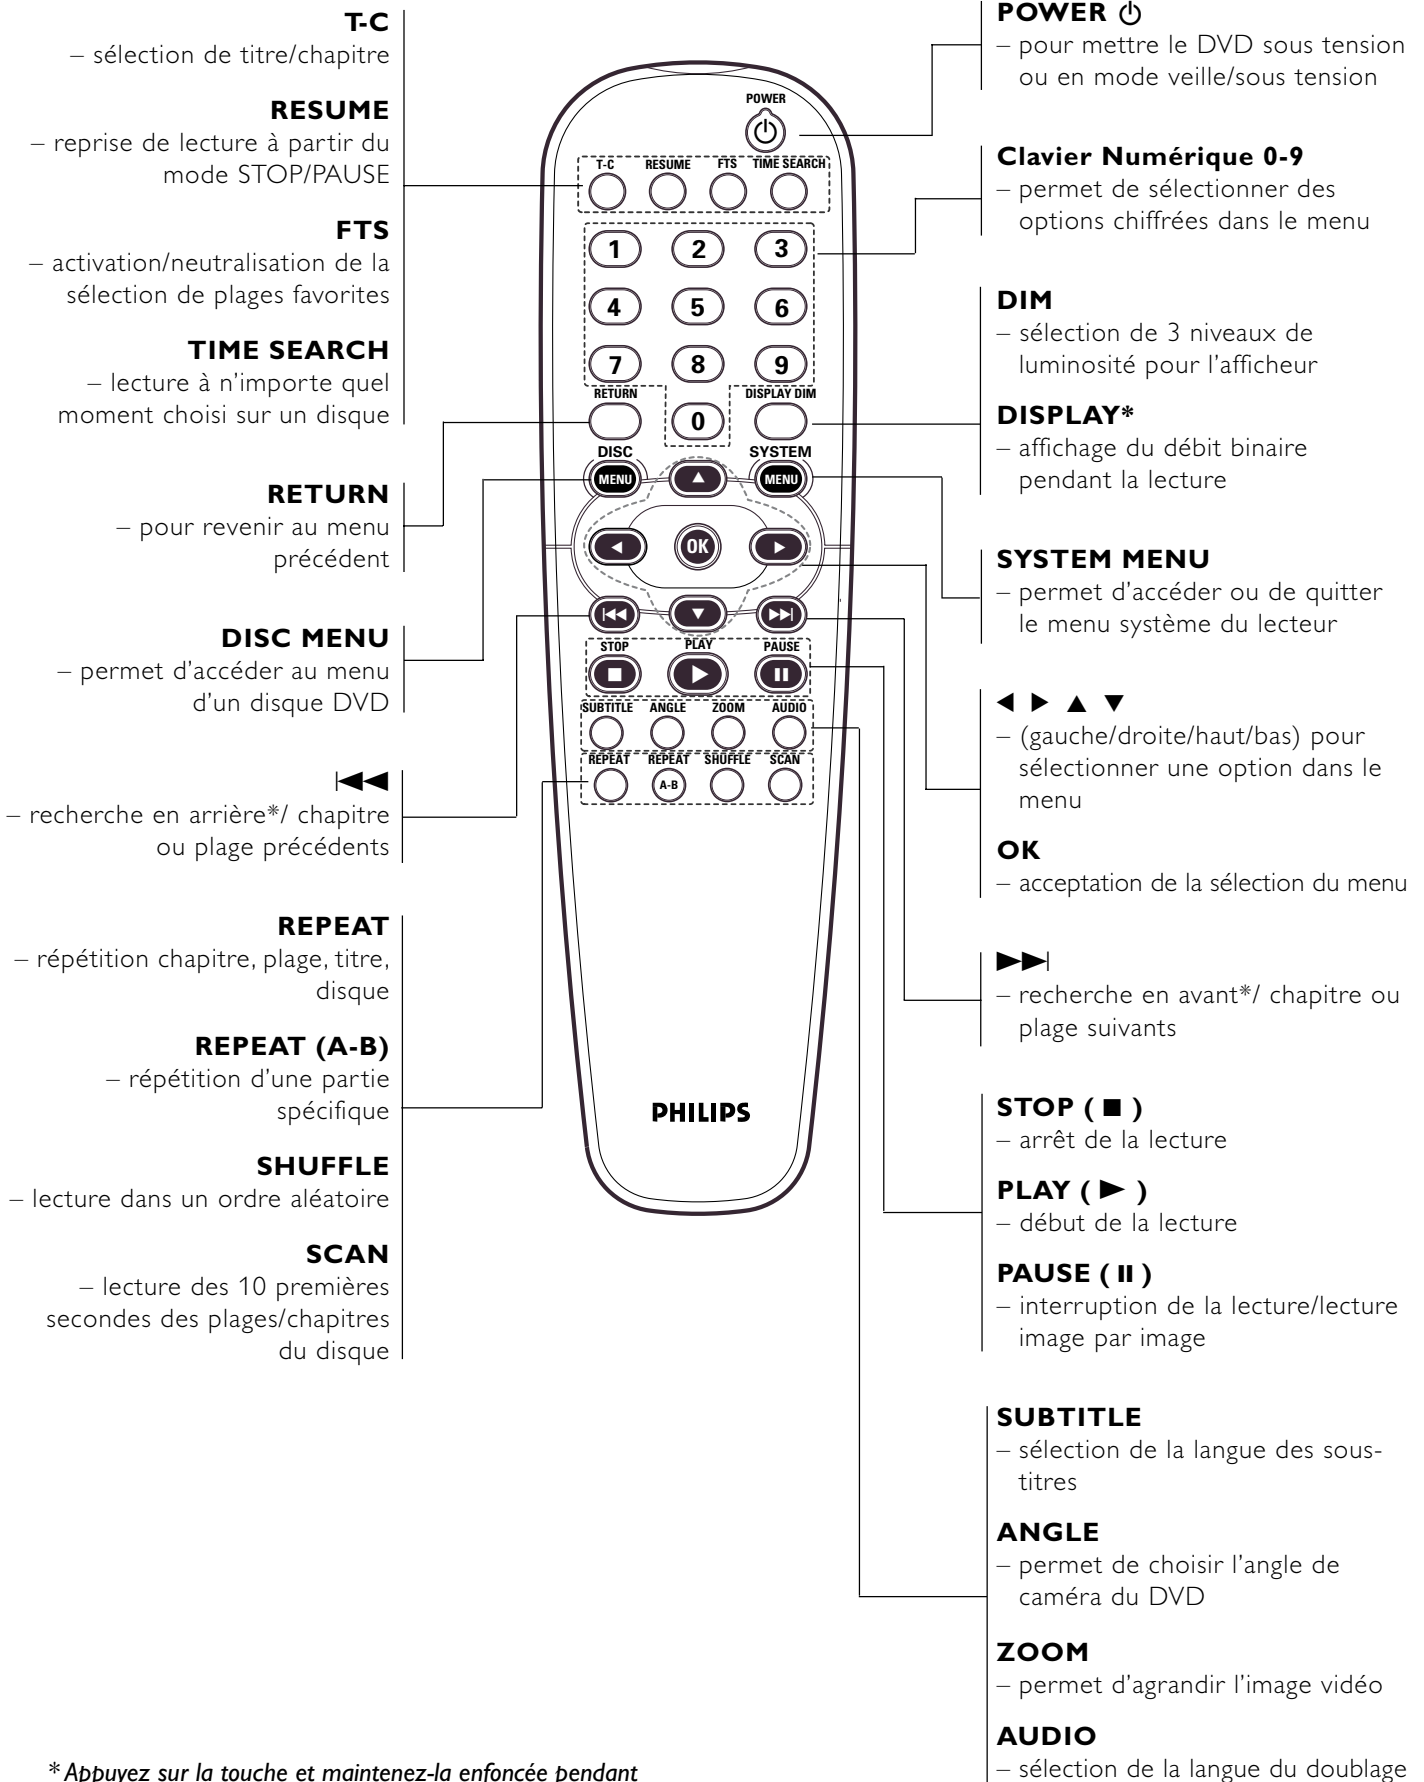 T-C
– sélection de titre/chapitre
RESUME
– reprise de lecture à partir du
mode STOP/PAUSE
FTS
– activation/neutralisation de la
sélection de plages favorites
TIME SEARCH
– lecture à n'importe quel
moment choisi sur un disque
RETURN
– pour revenir au menu
précédent
DISC MENU
– permet d'accéder au menu
d'un disque DVD
– recherche en arrière*/ chapitre
ou plage précédents
REPEAT
– répétition chapitre, plage, titre,
disque
REPEAT (A-B)
– répétition d'une partie
spécifique
SHUFFLE
– lecture dans un ordre aléatoire
SCAN
– lecture des 10 premières
secondes des plages/chapitres
du disque
POWER
T-C RESUME FTS TIME SEARCH
1 2 3
4 5 6
7 8 9
RETURN DISPLAY DIM
0
DISC SYSTEM
MENU ▲ MENU
◀ OK ▶
▼
STOP PLAY PAUSE
SUBTITLE ANGLE ZOOM AUDIO
REPEAT REPEAT SHUFFLE SCAN
A-B
PHILIPS
POWER ⏻
– pour mettre le DVD sous tension
ou en mode veille/sous tension
Clavier Numérique 0-9
– permet de sélectionner des
options chiffrées dans le menu
DIM
– sélection de 3 niveaux de
luminosité pour l'afficheur
DISPLAY*
– affichage du débit binaire
pendant la lecture
SYSTEM MENU
– permet d'accéder ou de quitter
le menu système du lecteur
◀ ▶ ▲ ▼
– (gauche/droite/haut/bas) pour
sélectionner une option dans le
menu
OK
– acceptation de la sélection du menu
– recherche en avant*/ chapitre ou
plage suivants
STOP ( ■ )
– arrêt de la lecture
PLAY ( ▶ )
– début de la lecture
PAUSE ( II )
– interruption de la lecture/lecture
image par image
SUBTITLE
– sélection de la langue des sous-
titres
ANGLE
– permet de choisir l'angle de
caméra du DVD
ZOOM
– permet d'agrandir l'image vidéo
AUDIO
– sélection de la langue du doublage
* Appuyez sur la touche et maintenez-la enfoncée pendant